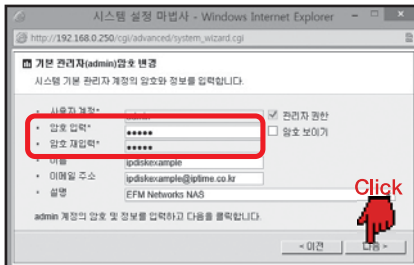 시스템 설정 마법사 - Windows Internet Explorer
http://192.168.0.250/cgi/advanced/system_wizard.cgi
기본 관리자(admin)암호 변경
시스템 기본 관리자 계정의 암호와 정보를 입력합니다.
사용자 계정* admin 관리자 권한
암호 입력* ●●●●● 암호 보이기
암호 재입력* ●●●●●
이름 ipdiskexample
이메일 주소 ipdiskexample@iptime.co.kr
설명 EFM Networks NAS
Click
admin 계정의 암호 및 정보를 입력하고 다음을 클릭합니다.
< 이전 다음 >